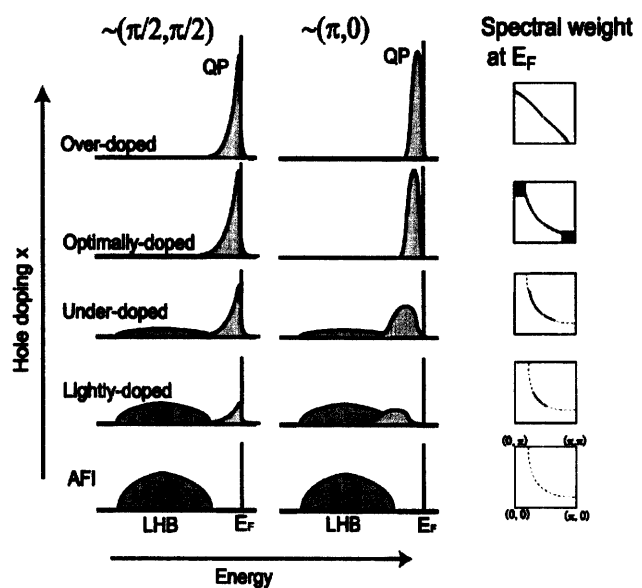 ~(π/2,π/2)
~(π,0)
Spectral weight
at EF
QP
QP
Over-doped
Optimally-doped
Under-doped
Lightly-doped
AFI
Hole doping x
(0, π)
(π,π)
(0, 0)
(π, 0)
LHB
EF
LHB
EF
Energy